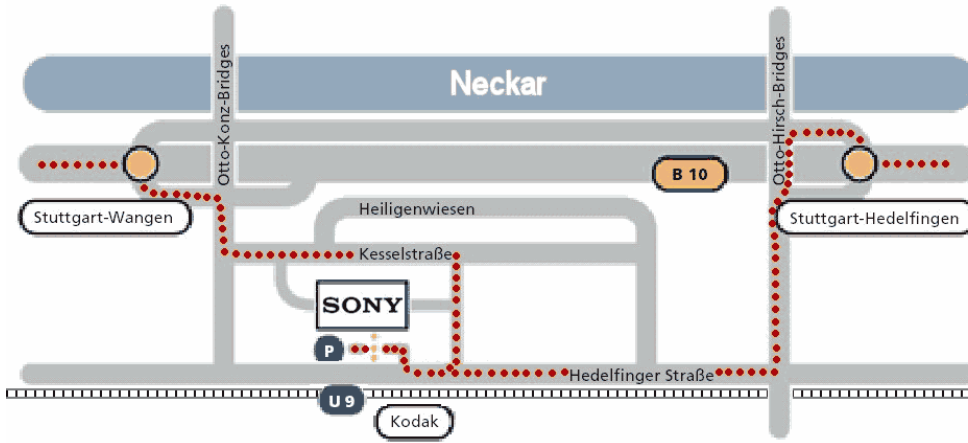 Otto-Konz-Bridges
Neckar
Otto-Hirsch-Bridges
B 10
Stuttgart-Wangen
Heiligenwiesen
Stuttgart-Hedelfingen
Kesselstraße
SONY
P
Hedelfinger Straße
U 9
Kodak